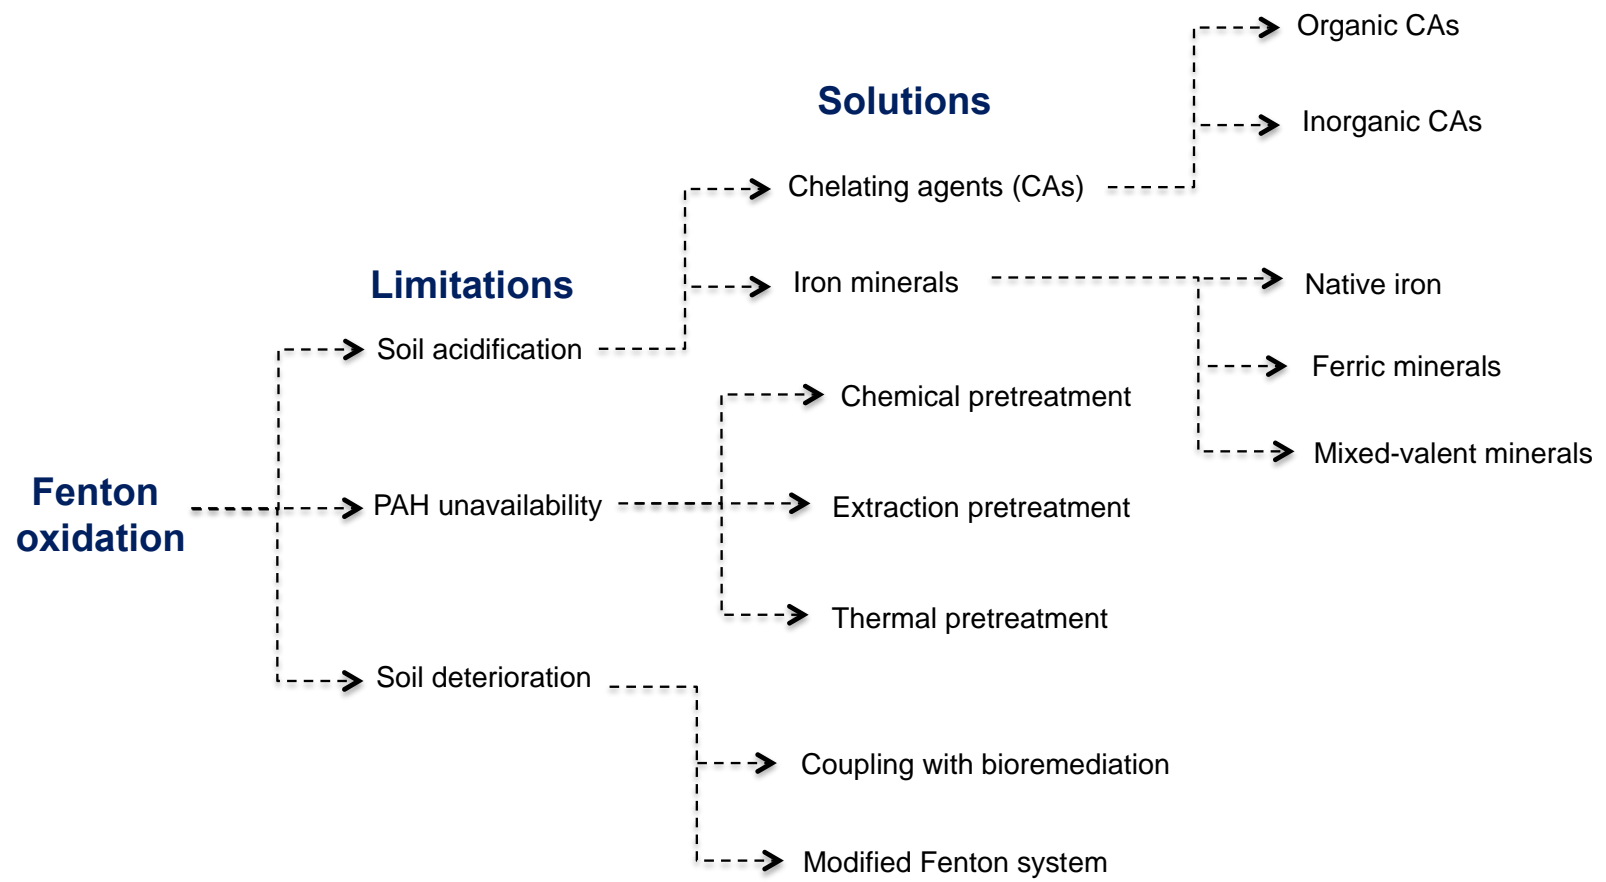 Organic CAs
Solutions
Inorganic CAs
Chelating agents (CAs)
Limitations
Iron minerals
Native iron
Soil acidification
Ferric minerals
Chemical pretreatment
Mixed-valent minerals
Fenton
oxidation
PAH unavailability
Extraction pretreatment
Thermal pretreatment
Soil deterioration
Coupling with bioremediation
Modified Fenton system